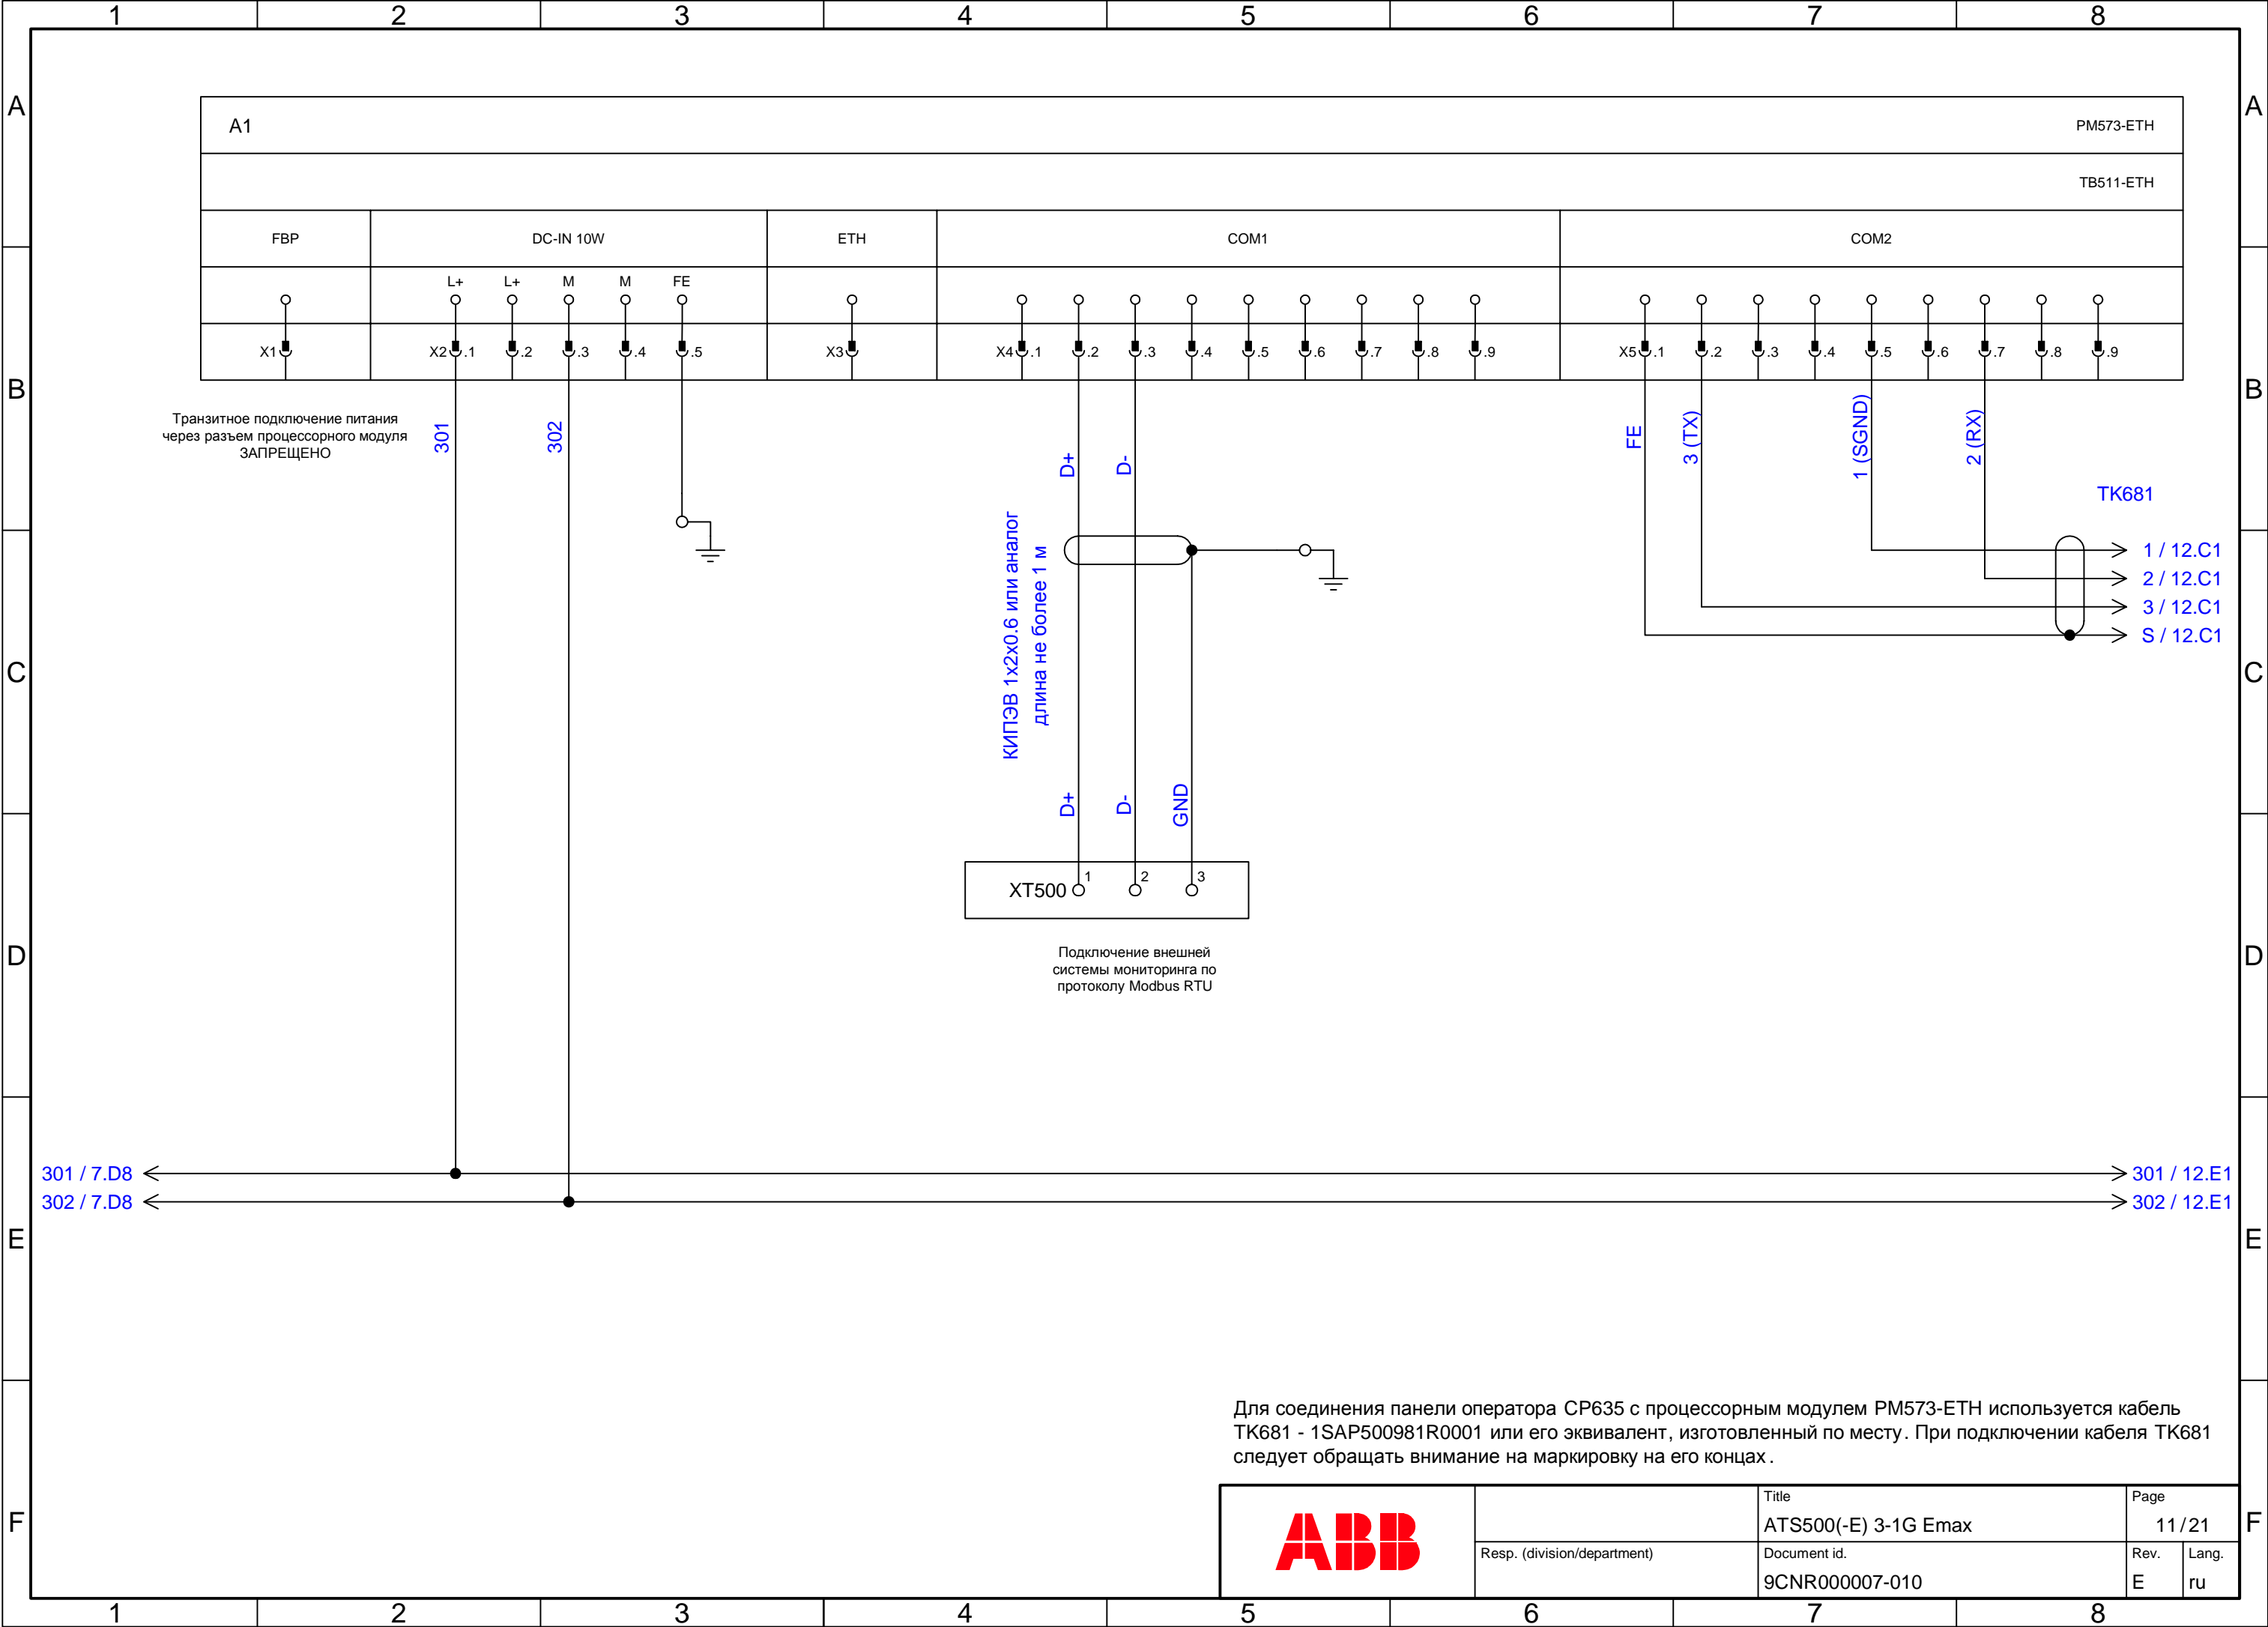 1 2 3 4 5 6 7 8
A A
A1 PM573-ETH
TB511-ETH
FBP DC-IN 10W ETH COM1 COM2
L+ L+ M M FE
X1 X2 .1 .2 .3 .4 .5 X3 X4 .1 .2 .3 .4 .5 .6 .7 .8 .9 X5 .1 .2 .3 .4 .5 .6 .7 .8 .9
B B
Транзитное подключение питания
через разъем процессорного модуля
ЗАПРЕЩЕНО
301
302
D+
D-
FE
3 (TX)
1 (SGND)
2 (RX)
TK681
КИПЭВ 1x2x0.6 или аналог
длина не более 1 м
1 / 12.C1
2 / 12.C1
3 / 12.C1
S / 12.C1
C C
D+
D-
GND
XT500 1 2 3
Подключение внешней
системы мониторинга по
протоколу Modbus RTU
D D
301 / 7.D8 301 / 12.E1
302 / 7.D8 302 / 12.E1
E E
Для соединения панели оператора CP635 с процессорным модулем PM573-ETH используется кабель
TK681 - 1SAP500981R0001 или его эквивалент, изготовленный по месту. При подключении кабеля TK681
следует обращать внимание на маркировку на его концах.
F F
ABB
Title
ATS500(-E) 3-1G Emax
Page
11/21
Resp. (division/department)
Document id.
9CNR000007-010
Rev.
E
Lang.
ru
1 2 3 4 5 6 7 8